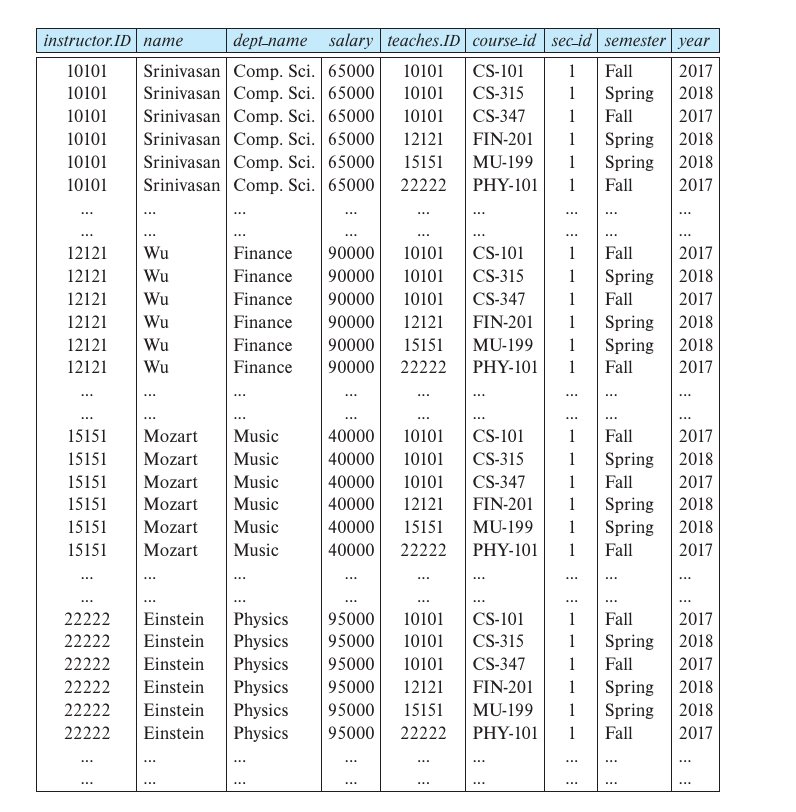 instructor.ID name dept_name salary teaches.ID course_id sec_id semester year
10101 Srinivasan Comp. Sci. 65000 10101 CS-101 1 Fall 2017
10101 Srinivasan Comp. Sci. 65000 10101 CS-315 1 Spring 2018
10101 Srinivasan Comp. Sci. 65000 10101 CS-347 1 Fall 2017
10101 Srinivasan Comp. Sci. 65000 12121 FIN-201 1 Spring 2018
10101 Srinivasan Comp. Sci. 65000 15151 MU-199 1 Spring 2018
10101 Srinivasan Comp. Sci. 65000 22222 PHY-101 1 Fall 2017
... ... ... ... ... ... ... ... ...
... ... ... ... ... ... ... ... ...
12121 Wu Finance 90000 10101 CS-101 1 Fall 2017
12121 Wu Finance 90000 10101 CS-315 1 Spring 2018
12121 Wu Finance 90000 10101 CS-347 1 Fall 2017
12121 Wu Finance 90000 12121 FIN-201 1 Spring 2018
12121 Wu Finance 90000 15151 MU-199 1 Spring 2018
12121 Wu Finance 90000 22222 PHY-101 1 Fall 2017
... ... ... ... ... ... ... ... ...
... ... ... ... ... ... ... ... ...
15151 Mozart Music 40000 10101 CS-101 1 Fall 2017
15151 Mozart Music 40000 10101 CS-315 1 Spring 2018
15151 Mozart Music 40000 10101 CS-347 1 Fall 2017
15151 Mozart Music 40000 12121 FIN-201 1 Spring 2018
15151 Mozart Music 40000 15151 MU-199 1 Spring 2018
15151 Mozart Music 40000 22222 PHY-101 1 Fall 2017
... ... ... ... ... ... ... ... ...
... ... ... ... ... ... ... ... ...
22222 Einstein Physics 95000 10101 CS-101 1 Fall 2017
22222 Einstein Physics 95000 10101 CS-315 1 Spring 2018
22222 Einstein Physics 95000 10101 CS-347 1 Fall 2017
22222 Einstein Physics 95000 12121 FIN-201 1 Spring 2018
22222 Einstein Physics 95000 15151 MU-199 1 Spring 2018
22222 Einstein Physics 95000 22222 PHY-101 1 Fall 2017
... ... ... ... ... ... ... ... ...
... ... ... ... ... ... ... ... ...